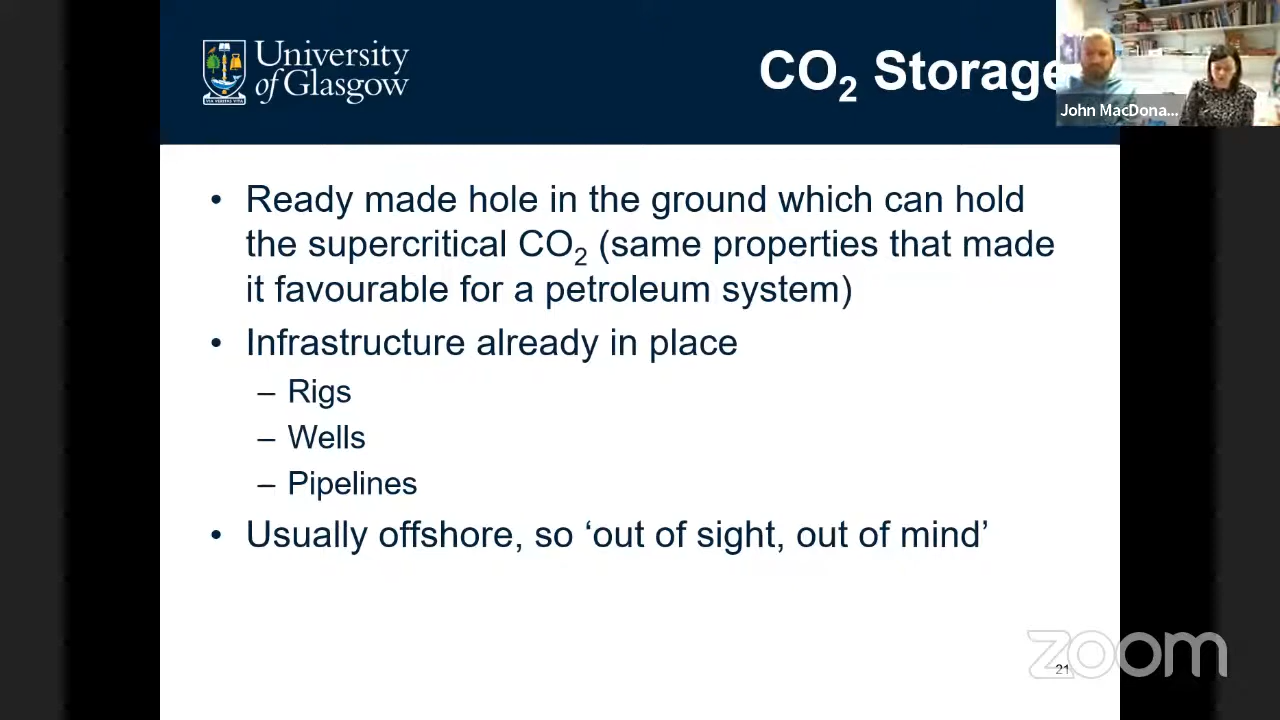 University
of Glasgow
CO₂ Storage
John MacDona...
• Ready made hole in the ground which can hold
the supercritical CO₂ (same properties that made
it favourable for a petroleum system)
• Infrastructure already in place
– Rigs
– Wells
– Pipelines
• Usually offshore, so ‘out of sight, out of mind’
21
zoom